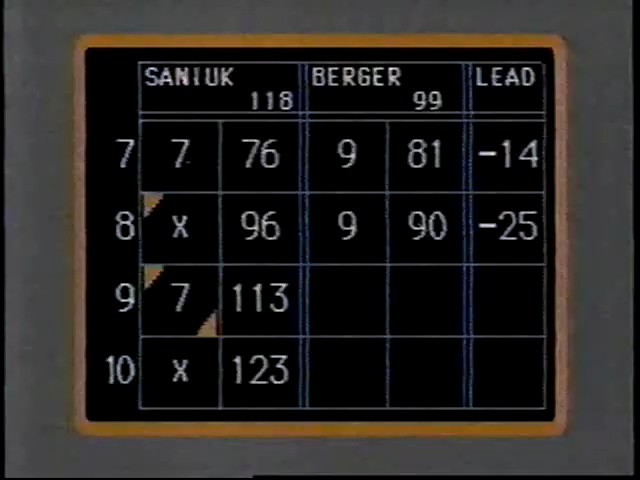 SANIUK BERGER LEAD
118 99
7 7 76 9 81 -14
8 x 96 9 90 -25
9 7 113
10 x 123